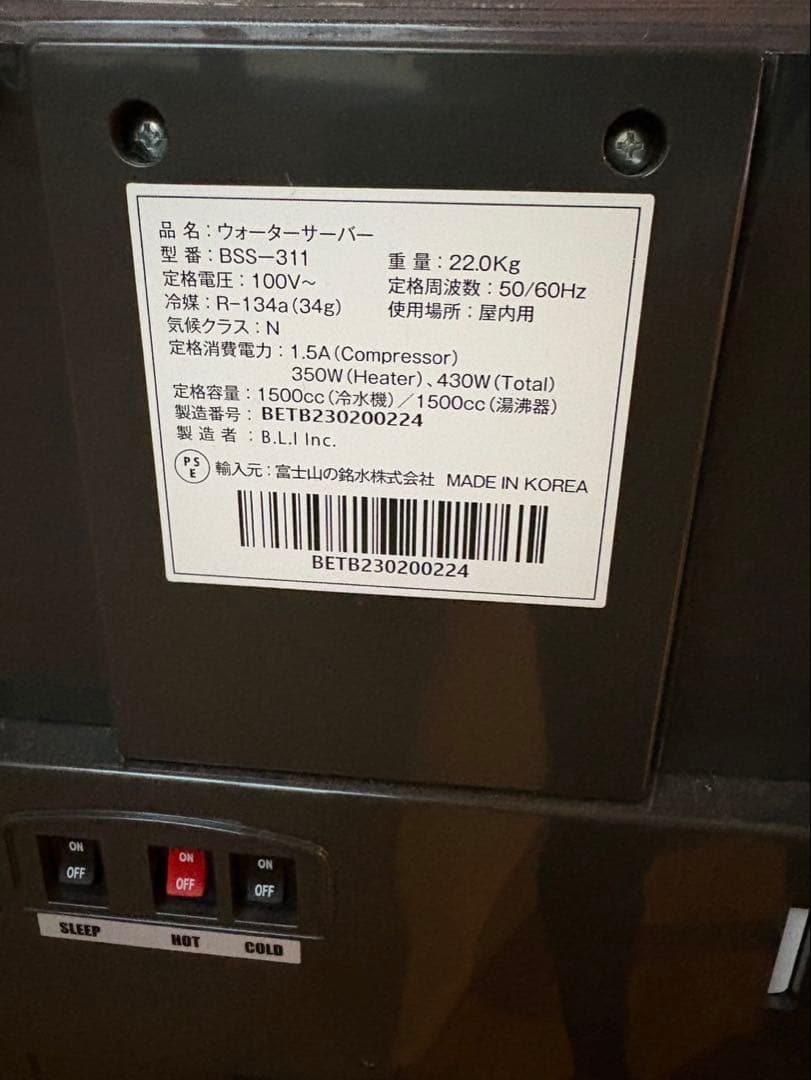 品 名：ウォーターサーバー
型 番：BSS－311
重 量：22.0Kg
定格電圧：100V～
定格周波数：50/60Hz
冷媒：R-134a(34g)
使用場所：屋内用
気候クラス：N
定格消費電力：1.5A(Compressor)
350W(Heater)、430W(Total)
定格容量：1500cc(冷水機)／1500cc(湯沸器)
製造番号：BETB230200224
製 造 者 ：B.L.I Inc.
PS
E
輸入元：富士山の銘水株式会社 MADE IN KOREA
BETB230200224
ON
OFF
ON
OFF
ON
OFF
SLEEP
HOT
COLD